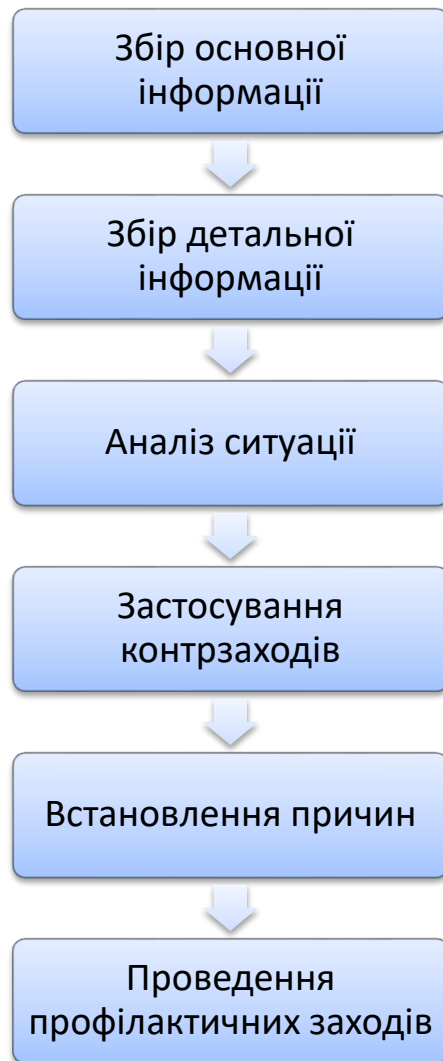 Збір основної
інформації
Збір детальної
інформації
Аналіз ситуації
Застосування
контрзаходів
Встановлення причин
Проведення
профілактичних заходів